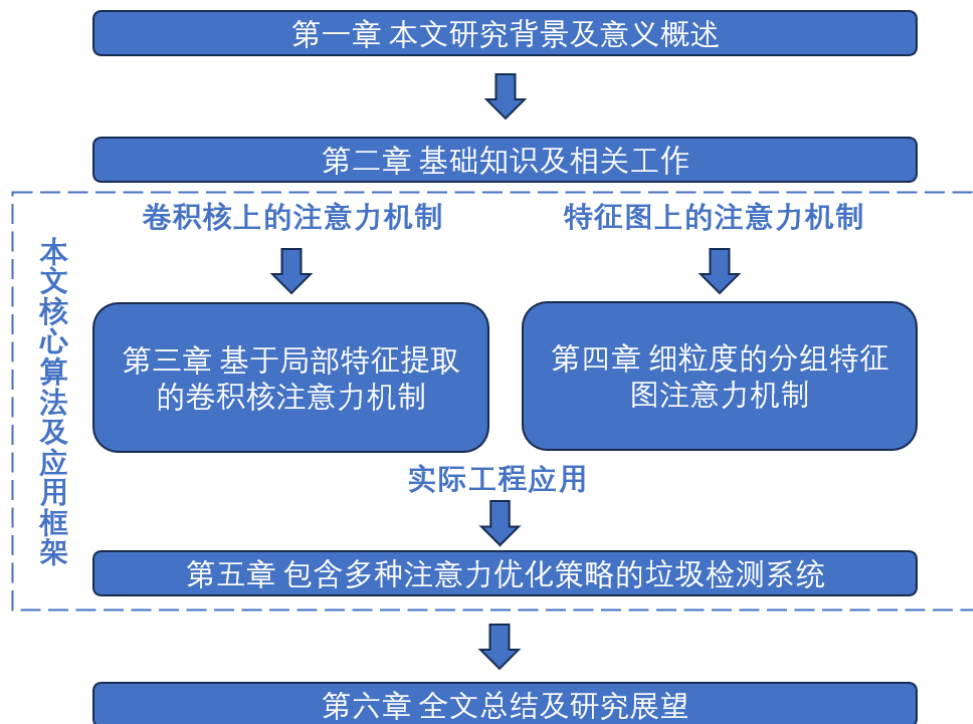 第一章 本文研究背景及意义概述
第二章 基础知识及相关工作
卷积核上的注意力机制
特征图上的注意力机制
本文核心算法及应用框架
第三章 基于局部特征提取
的卷积核注意力机制
第四章 细粒度的分组特征
图注意力机制
实际工程应用
第五章 包含多种注意力优化策略的垃圾检测系统
第六章 全文总结及研究展望